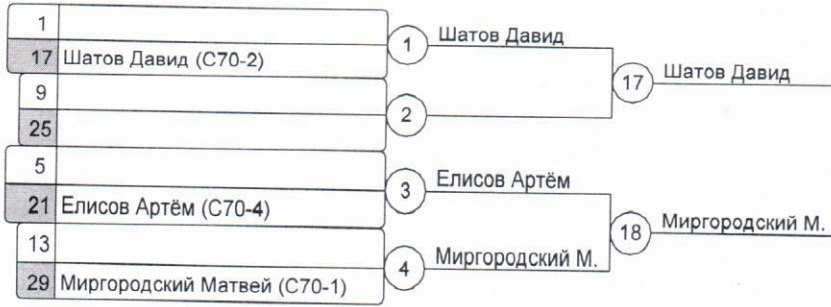 1
1 Шатов Давид
17 Шатов Давид (С70-2)
17 Шатов Давид
9
2
25
5
3 Елисов Артём
21 Елисов Артём (С70-4)
18 Миргородский М.
13
4 Миргородский М.
29 Миргородский Матвей (С70-1)